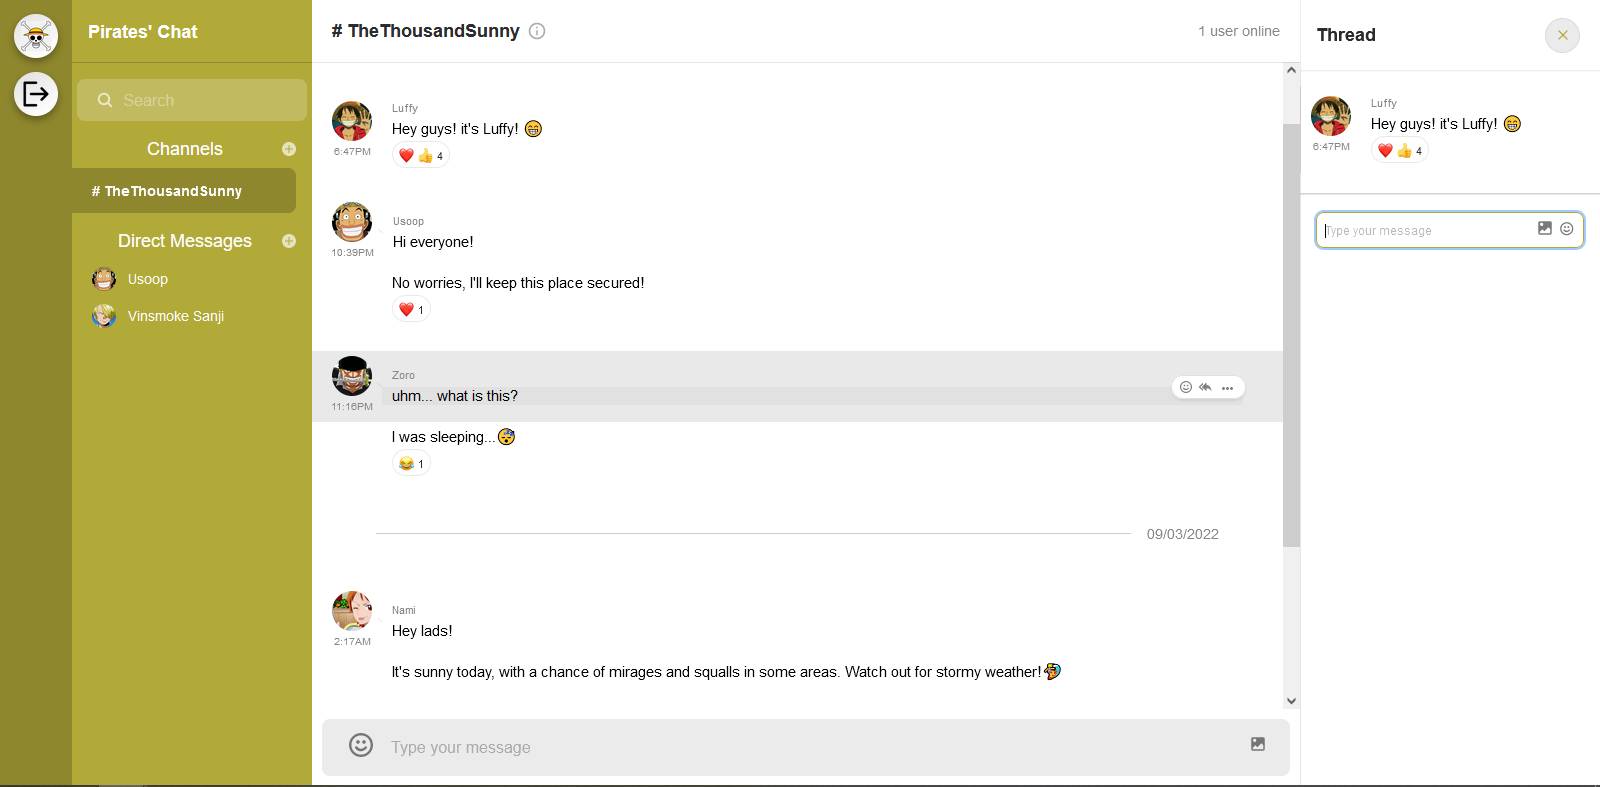 Pirates' Chat
Search
Channels
# TheThousandSunny
Direct Messages
Usoop
Vinsmoke Sanji
# TheThousandSunny
1 user online
Luffy
Hey guys! it's Luffy! 😁
6:47PM
❤️ 👍 4
Usoop
Hi everyone!
10:39PM
No worries, I'll keep this place secured!
❤️ 1
Zoro
uhm... what is this?
11:16PM
I was sleeping...😴
😂 1
09/03/2022
Nami
Hey lads!
2:17AM
It's sunny today, with a chance of mirages and squalls in some areas. Watch out for stormy weather!
Type your message
Thread
Luffy
Hey guys! it's Luffy! 😁
6:47PM
❤️ 👍 4
Type your message